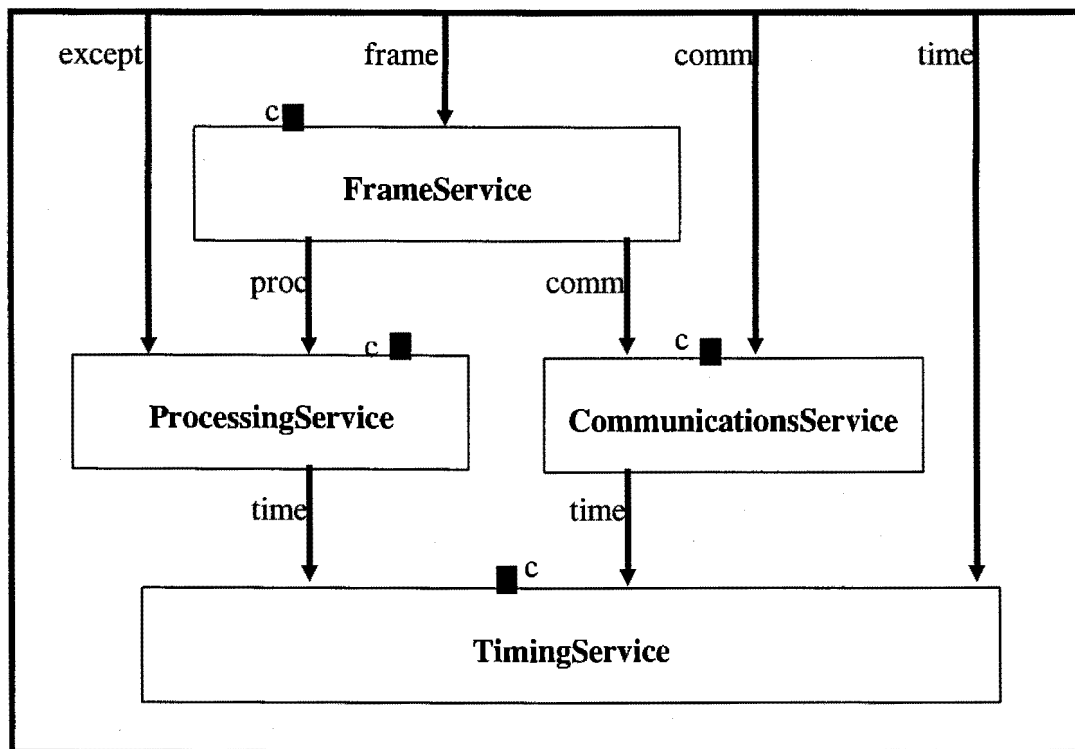 except frame comm time
c
FrameService
proc comm
c c
ProcessingService CommunicationsService
time time
c
TimingService